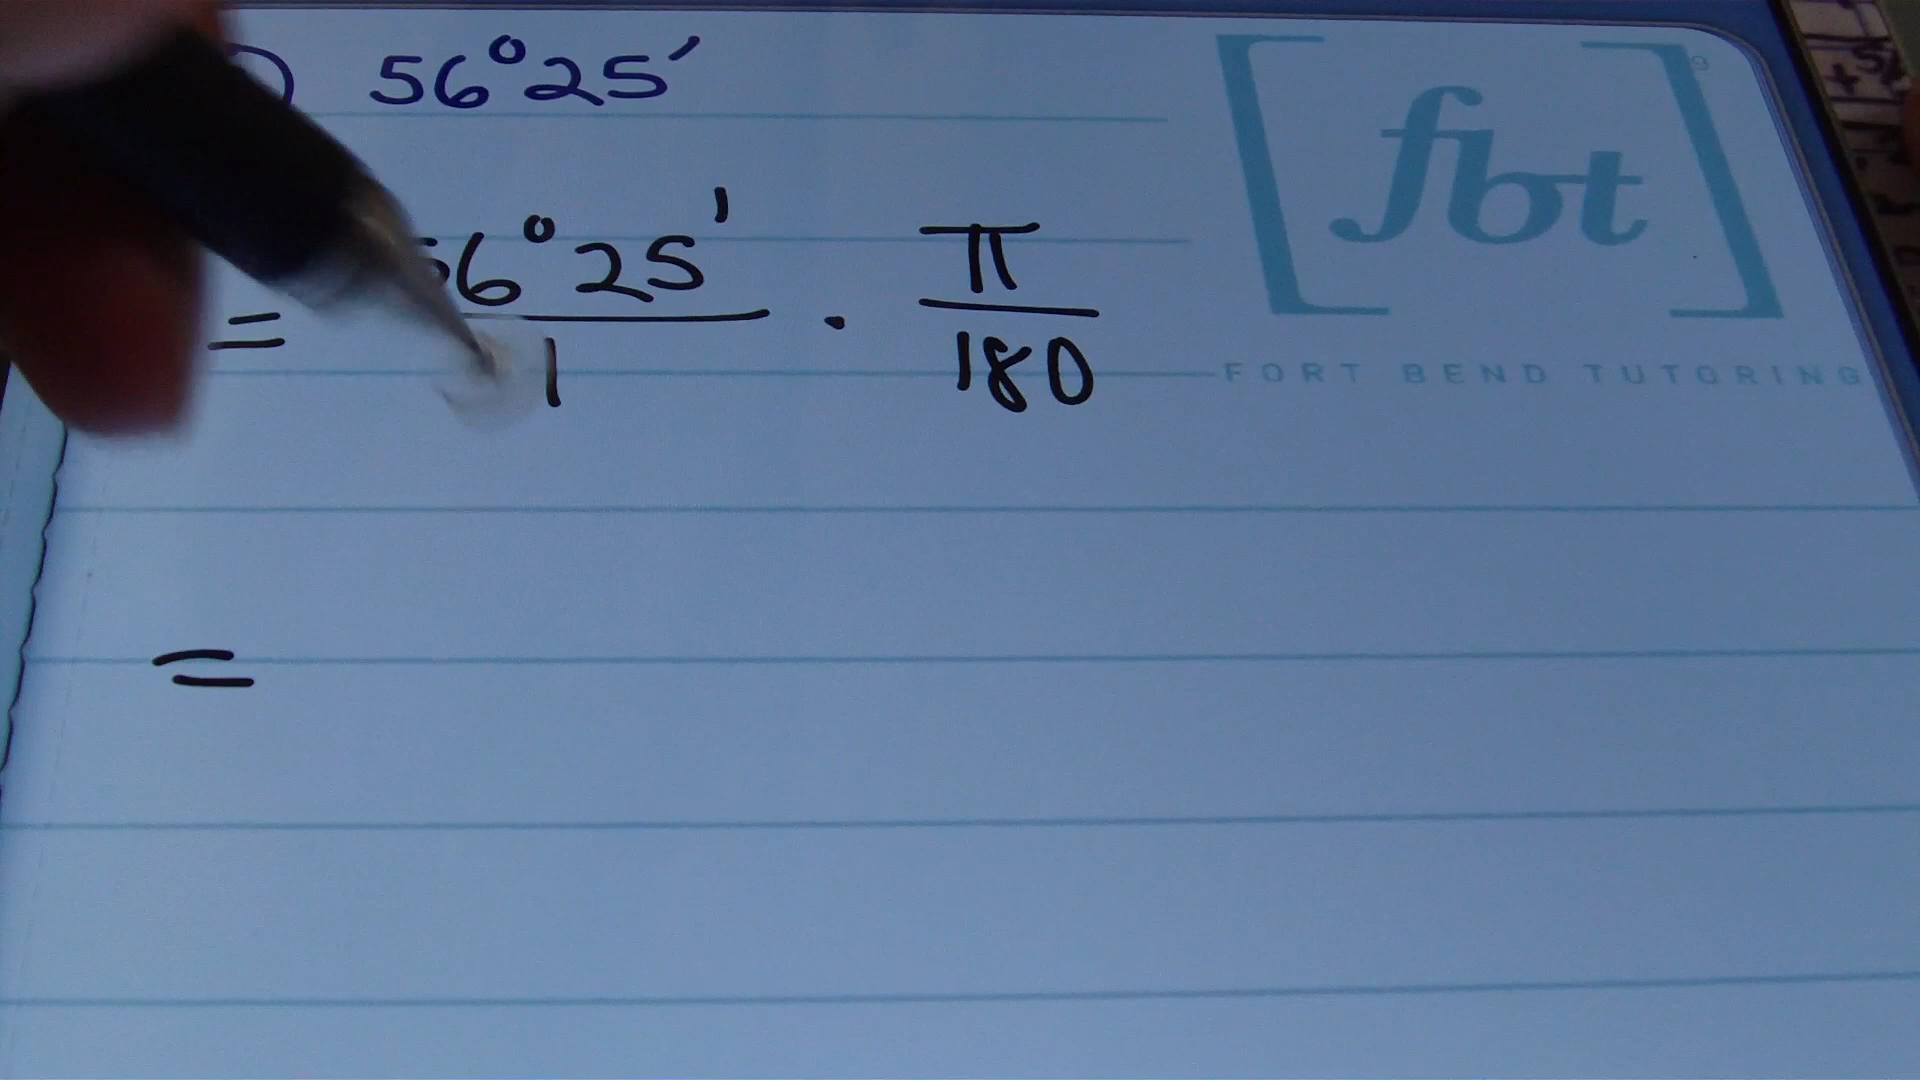 56°25'
= 56°25' / 1 · π / 180
=
fbt
FORT BEND TUTORING